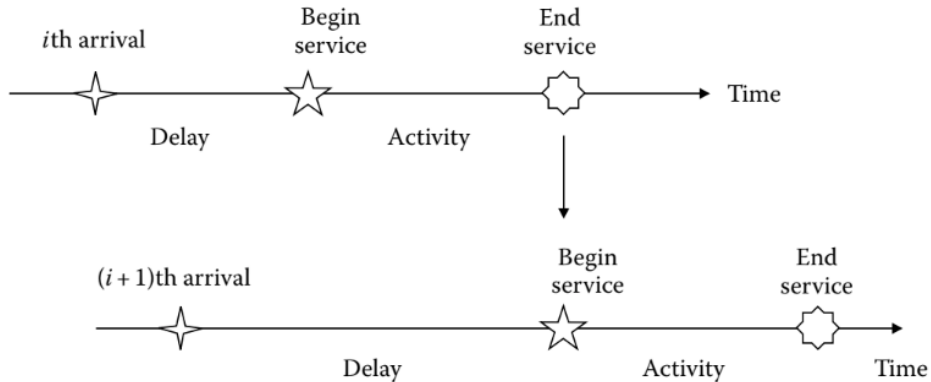 Begin
service
End
service
ith arrival
Time
Delay
Activity
Begin
service
End
service
(i + 1)th arrival
Delay
Activity
Time